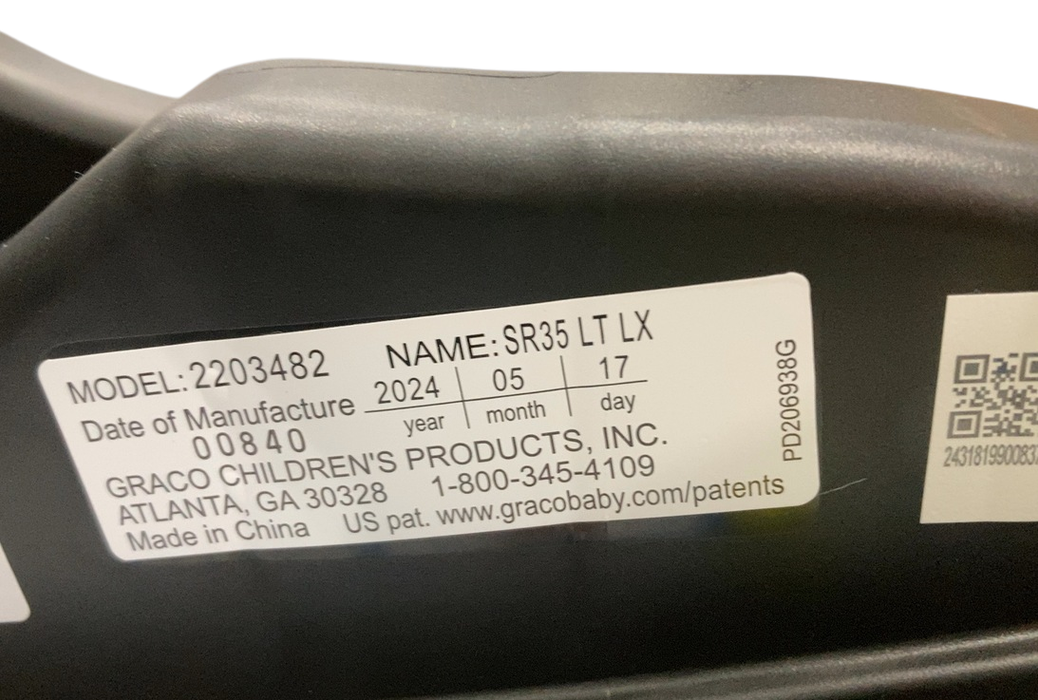 MODEL: 2203482 NAME: SR35 LT LX
Date of Manufacture 2024 05 17
year month day
00840
GRACO CHILDREN'S PRODUCTS, INC.
ATLANTA, GA 30328 1-800-345-4109
Made in China US pat. www.gracobaby.com/patents
PD206938G